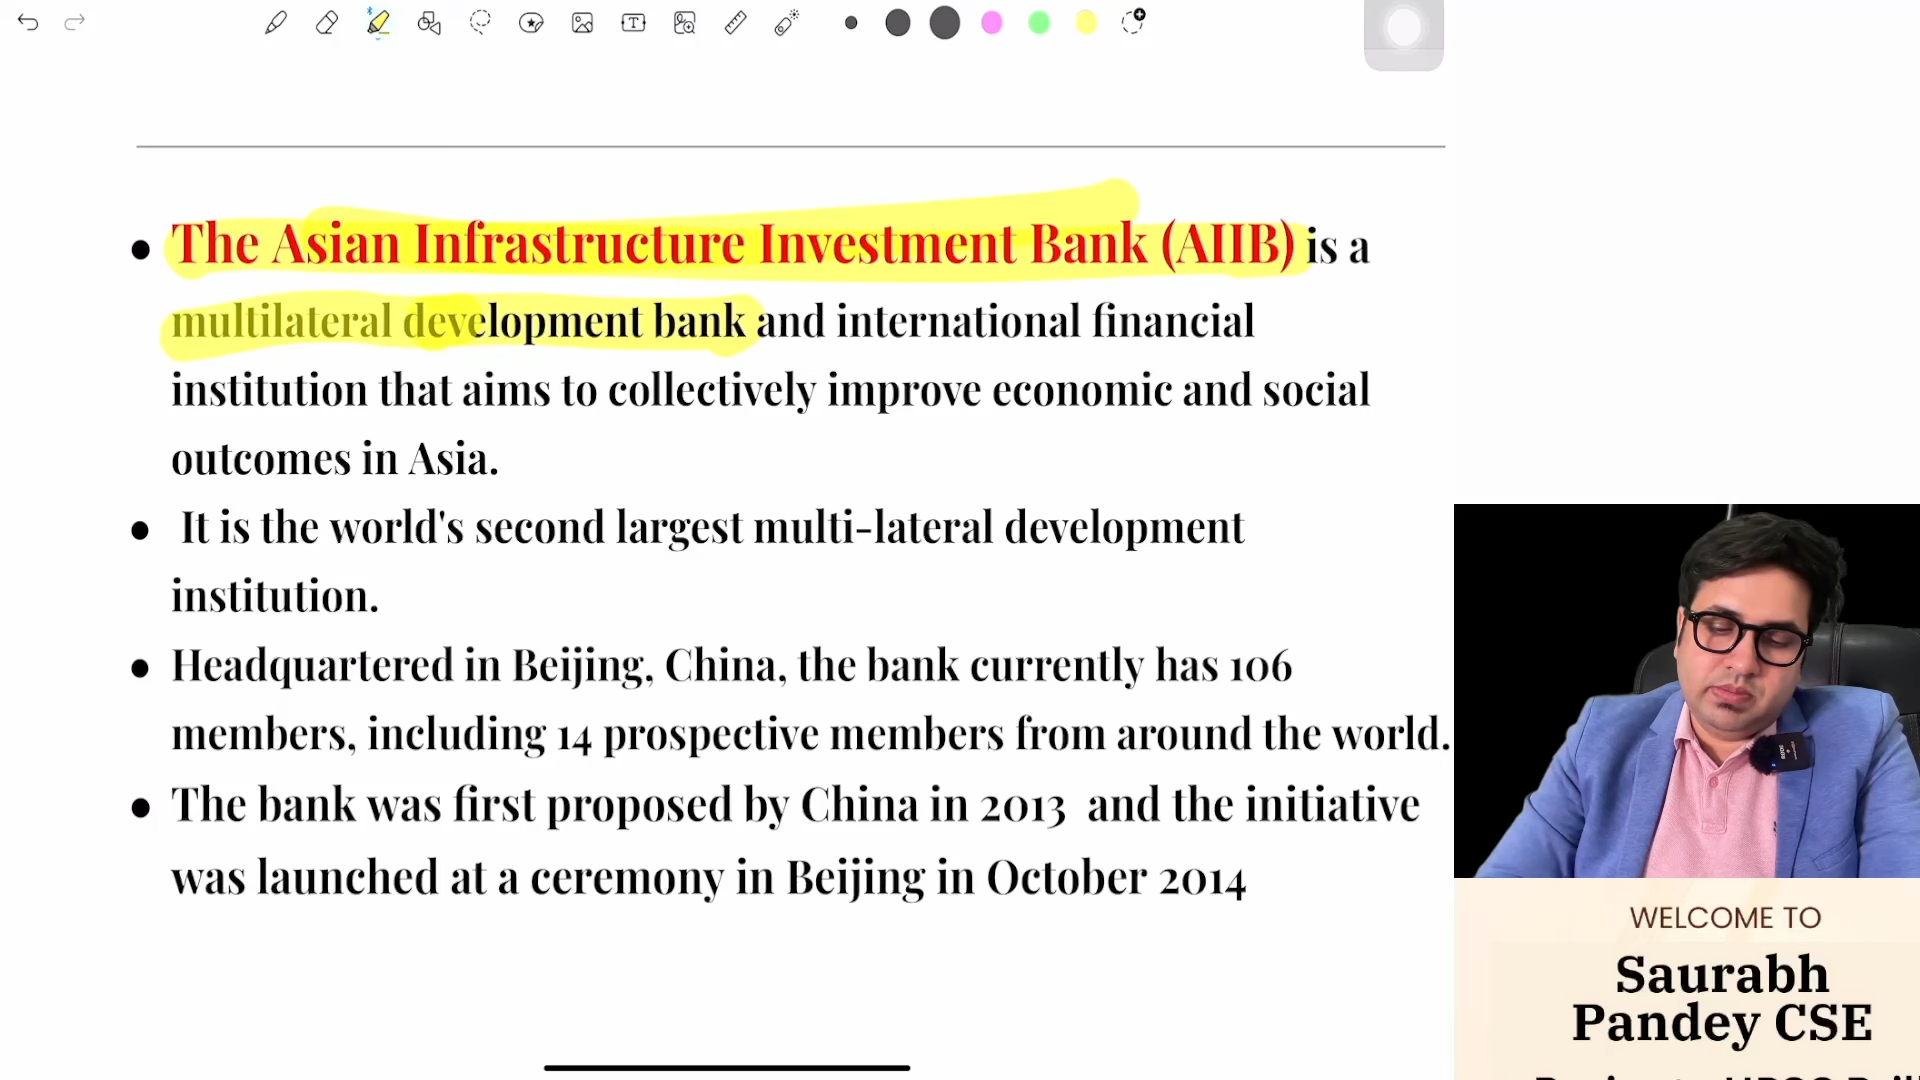 The Asian Infrastructure Investment Bank (AIIB) is a
multilateral development bank and international financial
institution that aims to collectively improve economic and social
outcomes in Asia.
It is the world's second largest multi-lateral development
institution.
Headquartered in Beijing, China, the bank currently has 106
members, including 14 prospective members from around the world.
The bank was first proposed by China in 2013 and the initiative
was launched at a ceremony in Beijing in October 2014
WELCOME TO
Saurabh
Pandey CSE